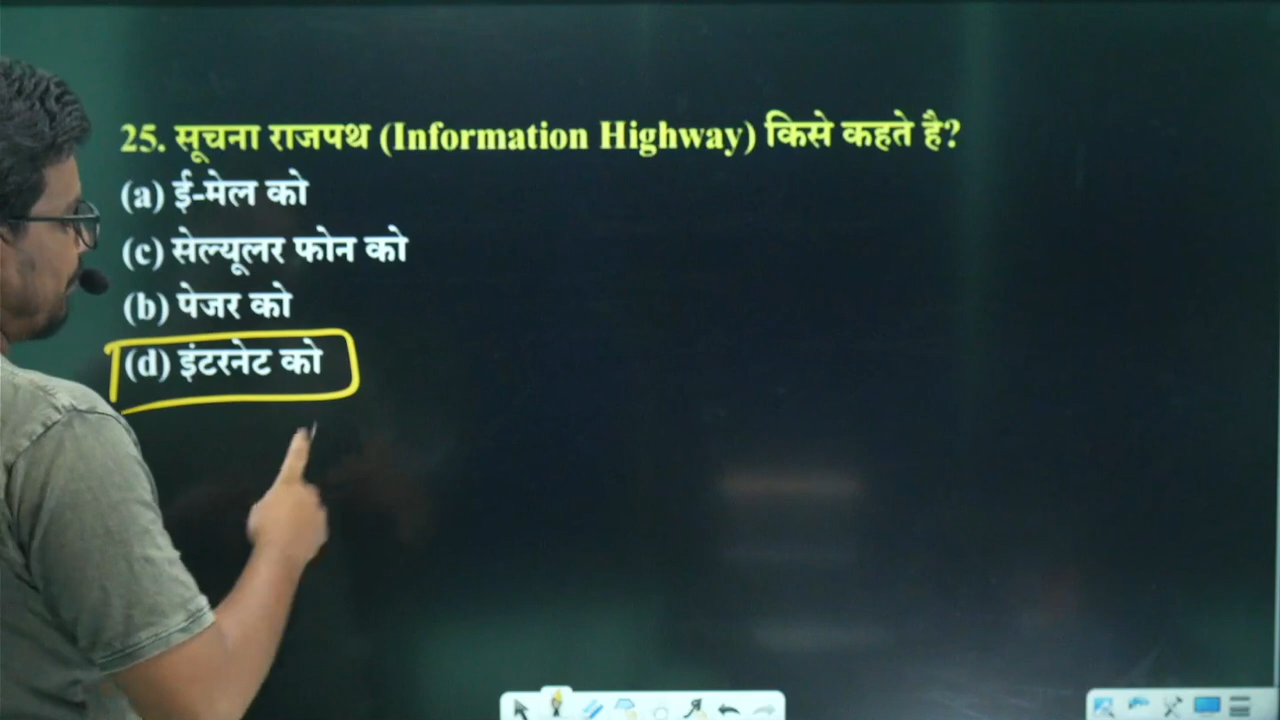 25. सूचना राजपथ (Information Highway) किसे कहते है?
(a) ई-मेल को
(c) सेल्यूलर फोन को
(b) पेजर को
(d) इंटरनेट को